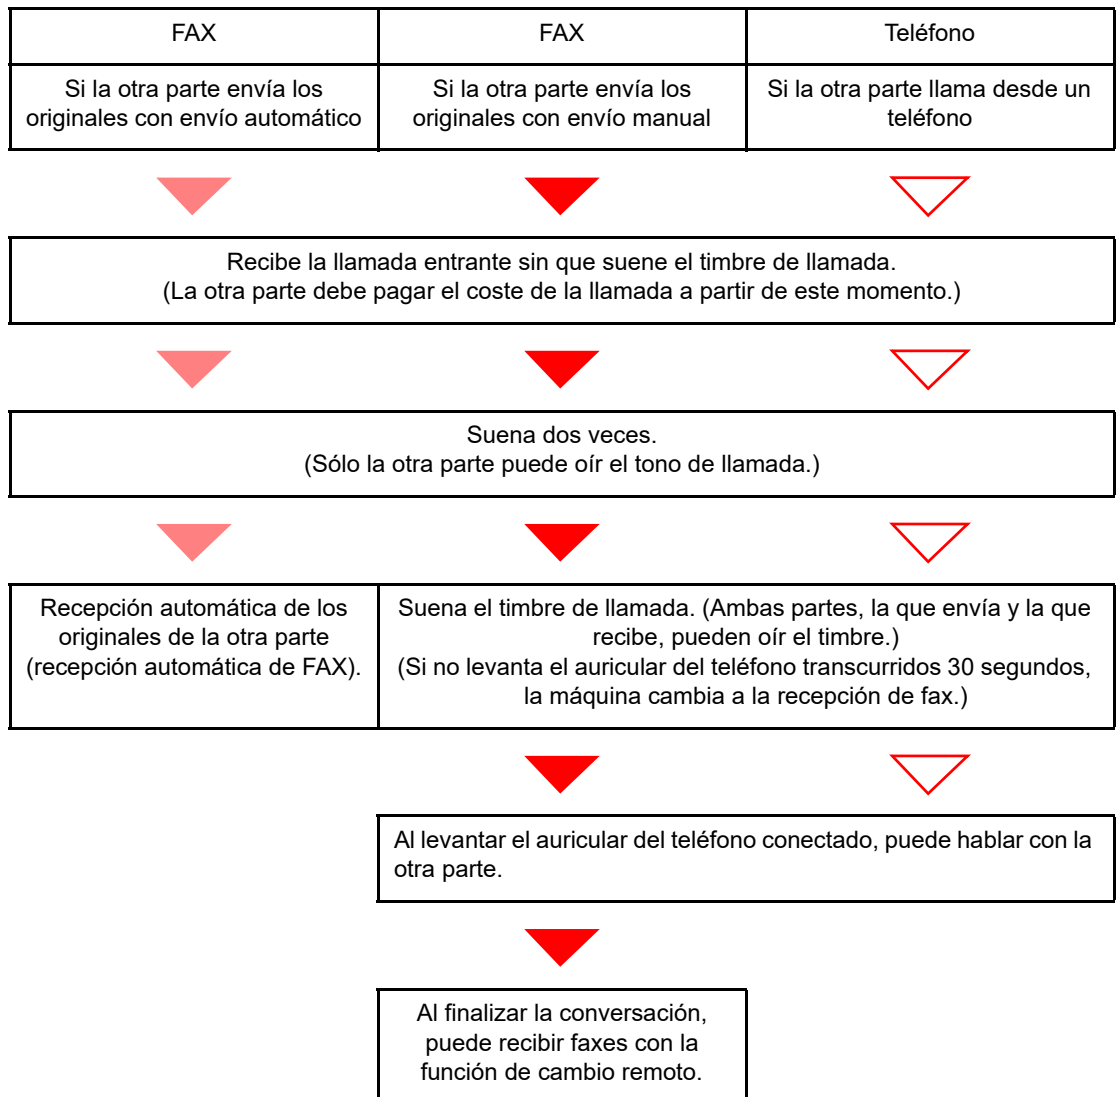 FAX
FAX
Teléfono
Si la otra parte envía los
originales con envío automático
Si la otra parte envía los
originales con envío manual
Si la otra parte llama desde un
teléfono
Recibe la llamada entrante sin que suene el timbre de llamada.
(La otra parte debe pagar el coste de la llamada a partir de este momento.)
Suena dos veces.
(Sólo la otra parte puede oír el tono de llamada.)
Recepción automática de los
originales de la otra parte
(recepción automática de FAX).
Suena el timbre de llamada. (Ambas partes, la que envía y la que
recibe, pueden oír el timbre.)
(Si no levanta el auricular del teléfono transcurridos 30 segundos,
la máquina cambia a la recepción de fax.)
Al levantar el auricular del teléfono conectado, puede hablar con la
otra parte.
Al finalizar la conversación,
puede recibir faxes con la
función de cambio remoto.